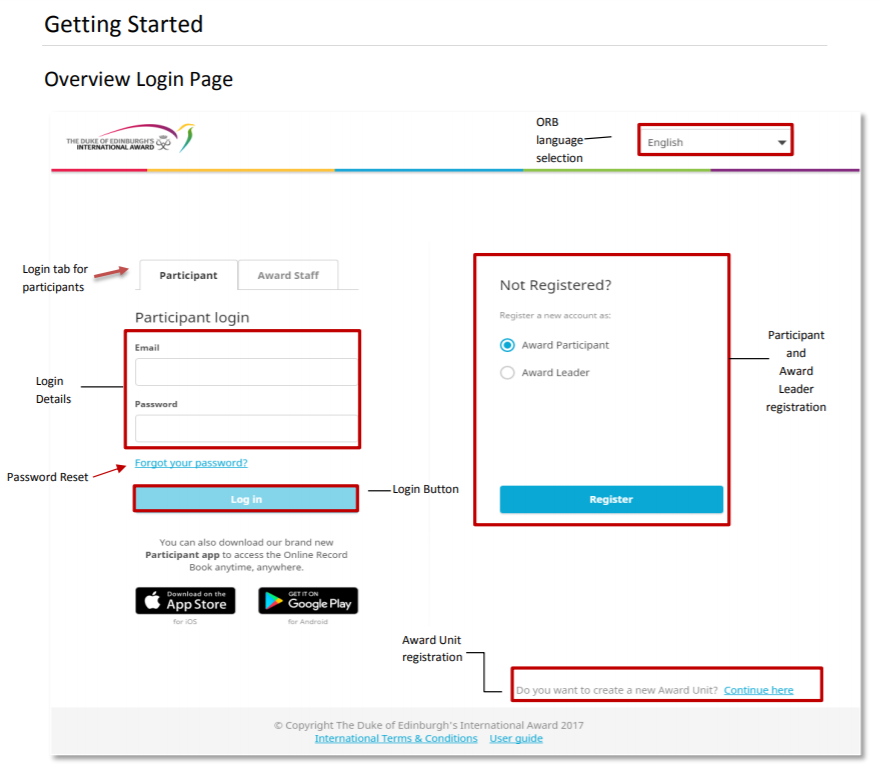 Getting Started
Overview Login Page
THE DUKE OF EDINBURGH'S
INTERNATIONAL AWARD
ORB
language
selection
English
Login tab for
participants
Participant
Award Staff
Participant login
Email
Login
Details
Password
Forgot your password?
Password Reset
Log in
Login Button
You can also download our brand new
Participant app to access the Online Record
Book anytime, anywhere.
Download on the
App Store
for iOS
GET IT ON
Google Play
for Android
Not Registered?
Register a new account as:
Award Participant
Award Leader
Register
Participant
and
Award
Leader
registration
Award Unit
registration
Do you want to create a new Award Unit? Continue here
© Copyright The Duke of Edinburgh's International Award 2017
International Terms & Conditions User guide